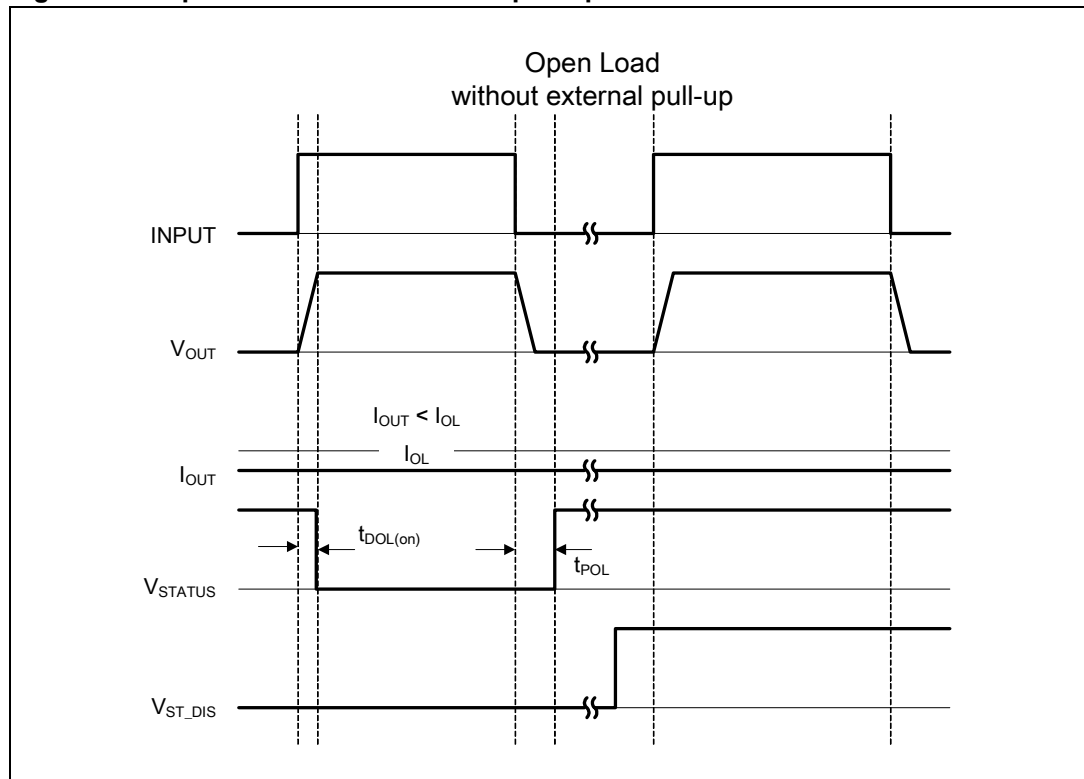 Open Load
without external pull-up
INPUT
VOUT
IOUT < IOL
IOL
IOUT
tDOL(on)
tPOL
VSTATUS
VST_DIS